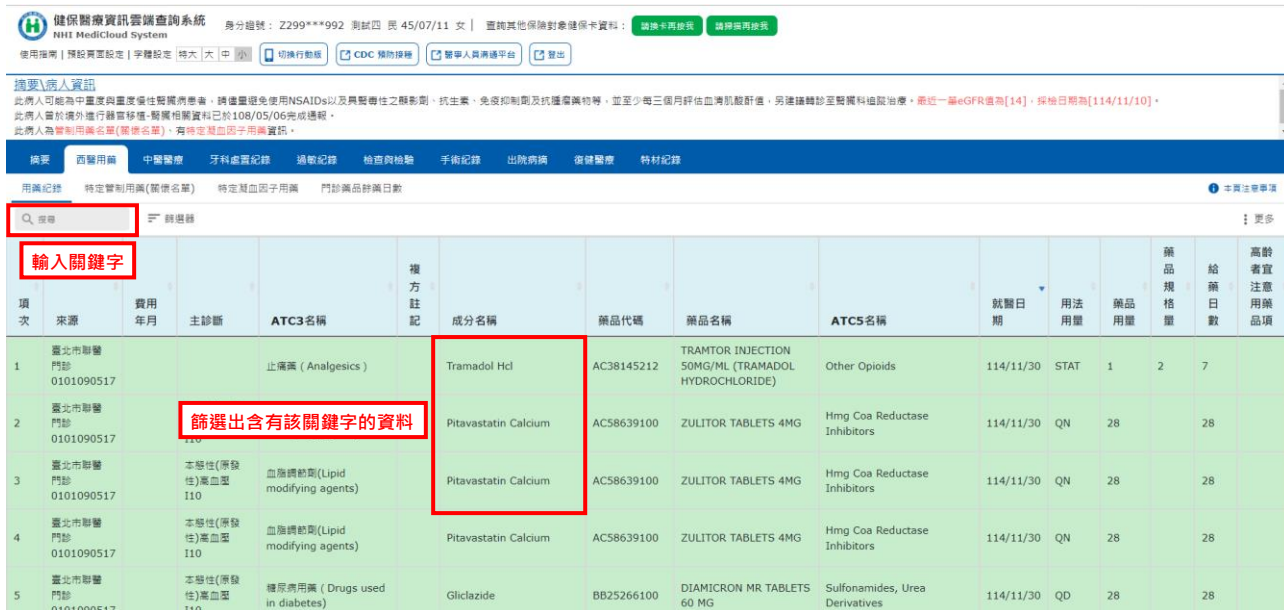 健保醫療資訊雲端查詢系統
NHI MediCloud System
身分證號： Z299***992 測試四 民 45/07/11 女 | 查詢其他保險對象健保卡資料： 請換卡再按我 請掃描再按我
使用指南 | 預設頁面設定 | 字體設定 特大 大 中 小 切換行動版 CDC 預防接種 醫事人員溝通平台 登出
摘要\病人資訊
此病人可能為中重度與重度慢性腎臟病患者，請儘量避免使用NSAIDs以及具腎毒性之顯影劑、抗生素、免疫抑制劑及抗腫瘤藥物等，並至少每三個月評估血清肌酸酐值，另建議轉診至腎臟科追蹤治療。最近一筆eGFR值為[14]，採檢日期為[114/11/10]。
此病人曾於境外進行器官移植-腎臟相關資料已於108/05/06完成通報。
此病人為管制用藥名單(關懷名單)、有特定凝血因子用藥資訊。
摘要 西醫用藥 中醫醫療 牙科處置紀錄 過敏紀錄 檢查與檢驗 手術紀錄 出院病摘 復健醫療 特材紀錄
用藥紀錄 特定管制用藥(關懷名單) 特定凝血因子用藥 門診藥品餘藥日數 本頁注意事項
搜尋 篩選器 更多
輸入關鍵字
項次 來源 費用年月 主診斷 ATC3名稱 複方註記 成分名稱 藥品代碼 藥品名稱 ATC5名稱 就醫日期 用法用量 藥品用量 藥品規格量 給藥日數 高齡者宜注意用藥品項
1 臺北市聯醫 門診 0101090517 止痛藥 ( Analgesics ) Tramadol Hcl AC38145212 TRAMTOR INJECTION 50MG/ML (TRAMADOL HYDROCHLORIDE) Other Opioids 114/11/30 STAT 1 2 7
篩選出含有該關鍵字的資料
2 臺北市聯醫 門診 0101090517 I10 Pitavastatin Calcium AC58639100 ZULITOR TABLETS 4MG Hmg Coa Reductase Inhibitors 114/11/30 QN 28 28
3 臺北市聯醫 門診 0101090517 本態性(原發性)高血壓 I10 血脂調節劑(Lipid modifying agents) Pitavastatin Calcium AC58639100 ZULITOR TABLETS 4MG Hmg Coa Reductase Inhibitors 114/11/30 QN 28 28
4 臺北市聯醫 門診 0101090517 本態性(原發性)高血壓 I10 血脂調節劑(Lipid modifying agents) Pitavastatin Calcium AC58639100 ZULITOR TABLETS 4MG Hmg Coa Reductase Inhibitors 114/11/30 QN 28 28
5 臺北市聯醫 門診 0101090517 本態性(原發性)高血壓 I10 糖尿病用藥 ( Drugs used in diabetes) Gliclazide BB25266100 DIAMICRON MR TABLETS 60 MG Sulfonamides, Urea Derivatives 114/11/30 QD 28 28